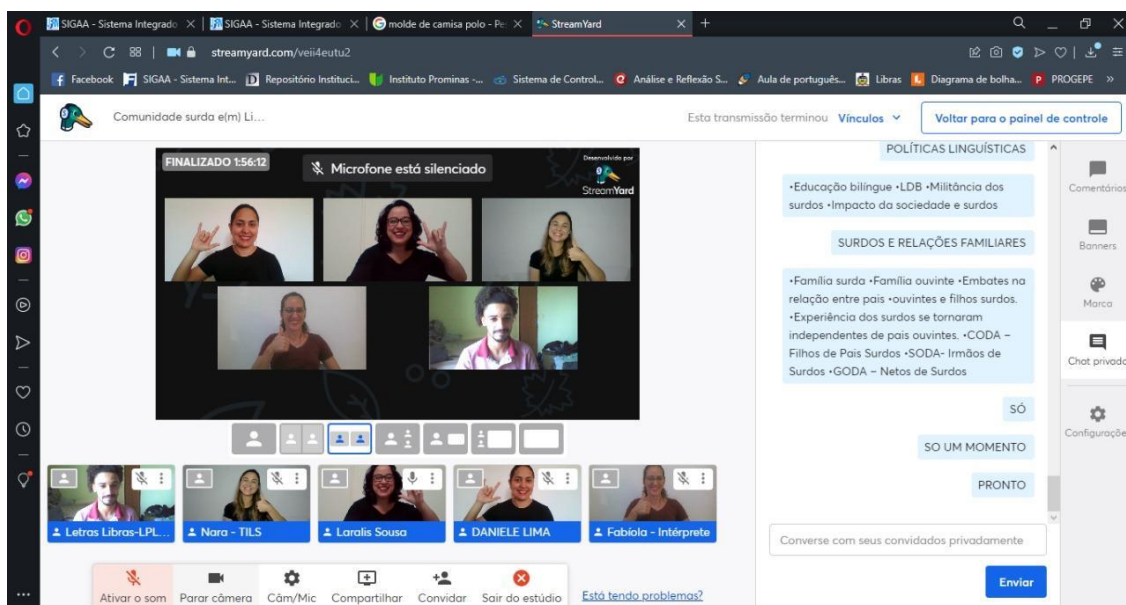 SIGAA - Sistema Integrado
SIGAA - Sistema Integrado
molde de camisa polo - Pe
StreamYard
streamyard.com/veii4eutu2
Facebook
SIGAA - Sistema Int...
Repositório Instituci...
Instituto Prominas -...
Sistema de Control...
Análise e Reflexão S...
Aula de português...
Libras
Diagrama de bolha...
PROGEPE
Comunidade surda e(m) Li...
Esta transmissão terminou
Vínculos
Voltar para o painel de controle
FINALIZADO 1:56:12
Microfone está silenciado
Desenvolvido por
StreamYard
Letras Libras-LPL...
Nara - TILS
Laralis Sousa
DANIELE LIMA
Fabíola - Intérprete
Ativar o som
Parar câmera
Câm/Mic
Compartilhar
Convidar
Sair do estúdio
Está tendo problemas?
POLÍTICAS LINGUÍSTICAS
•Educação bilíngue •LDB •Militância dos
surdos •Impacto da sociedade e surdos
SURDOS E RELAÇÕES FAMILIARES
•Família surda •Família ouvinte •Embates na
relação entre pais •ouvintes e filhos surdos.
•Experiência dos surdos se tornaram
independentes de pais ouvintes. •CODA –
Filhos de Pais Surdos •SODA- Irmãos de
Surdos •GODA – Netos de Surdos
SÓ
SO UM MOMENTO
PRONTO
Converse com seus convidados privadamente
Enviar
Comentários
Banners
Marca
Chat privado
Configuraçõe